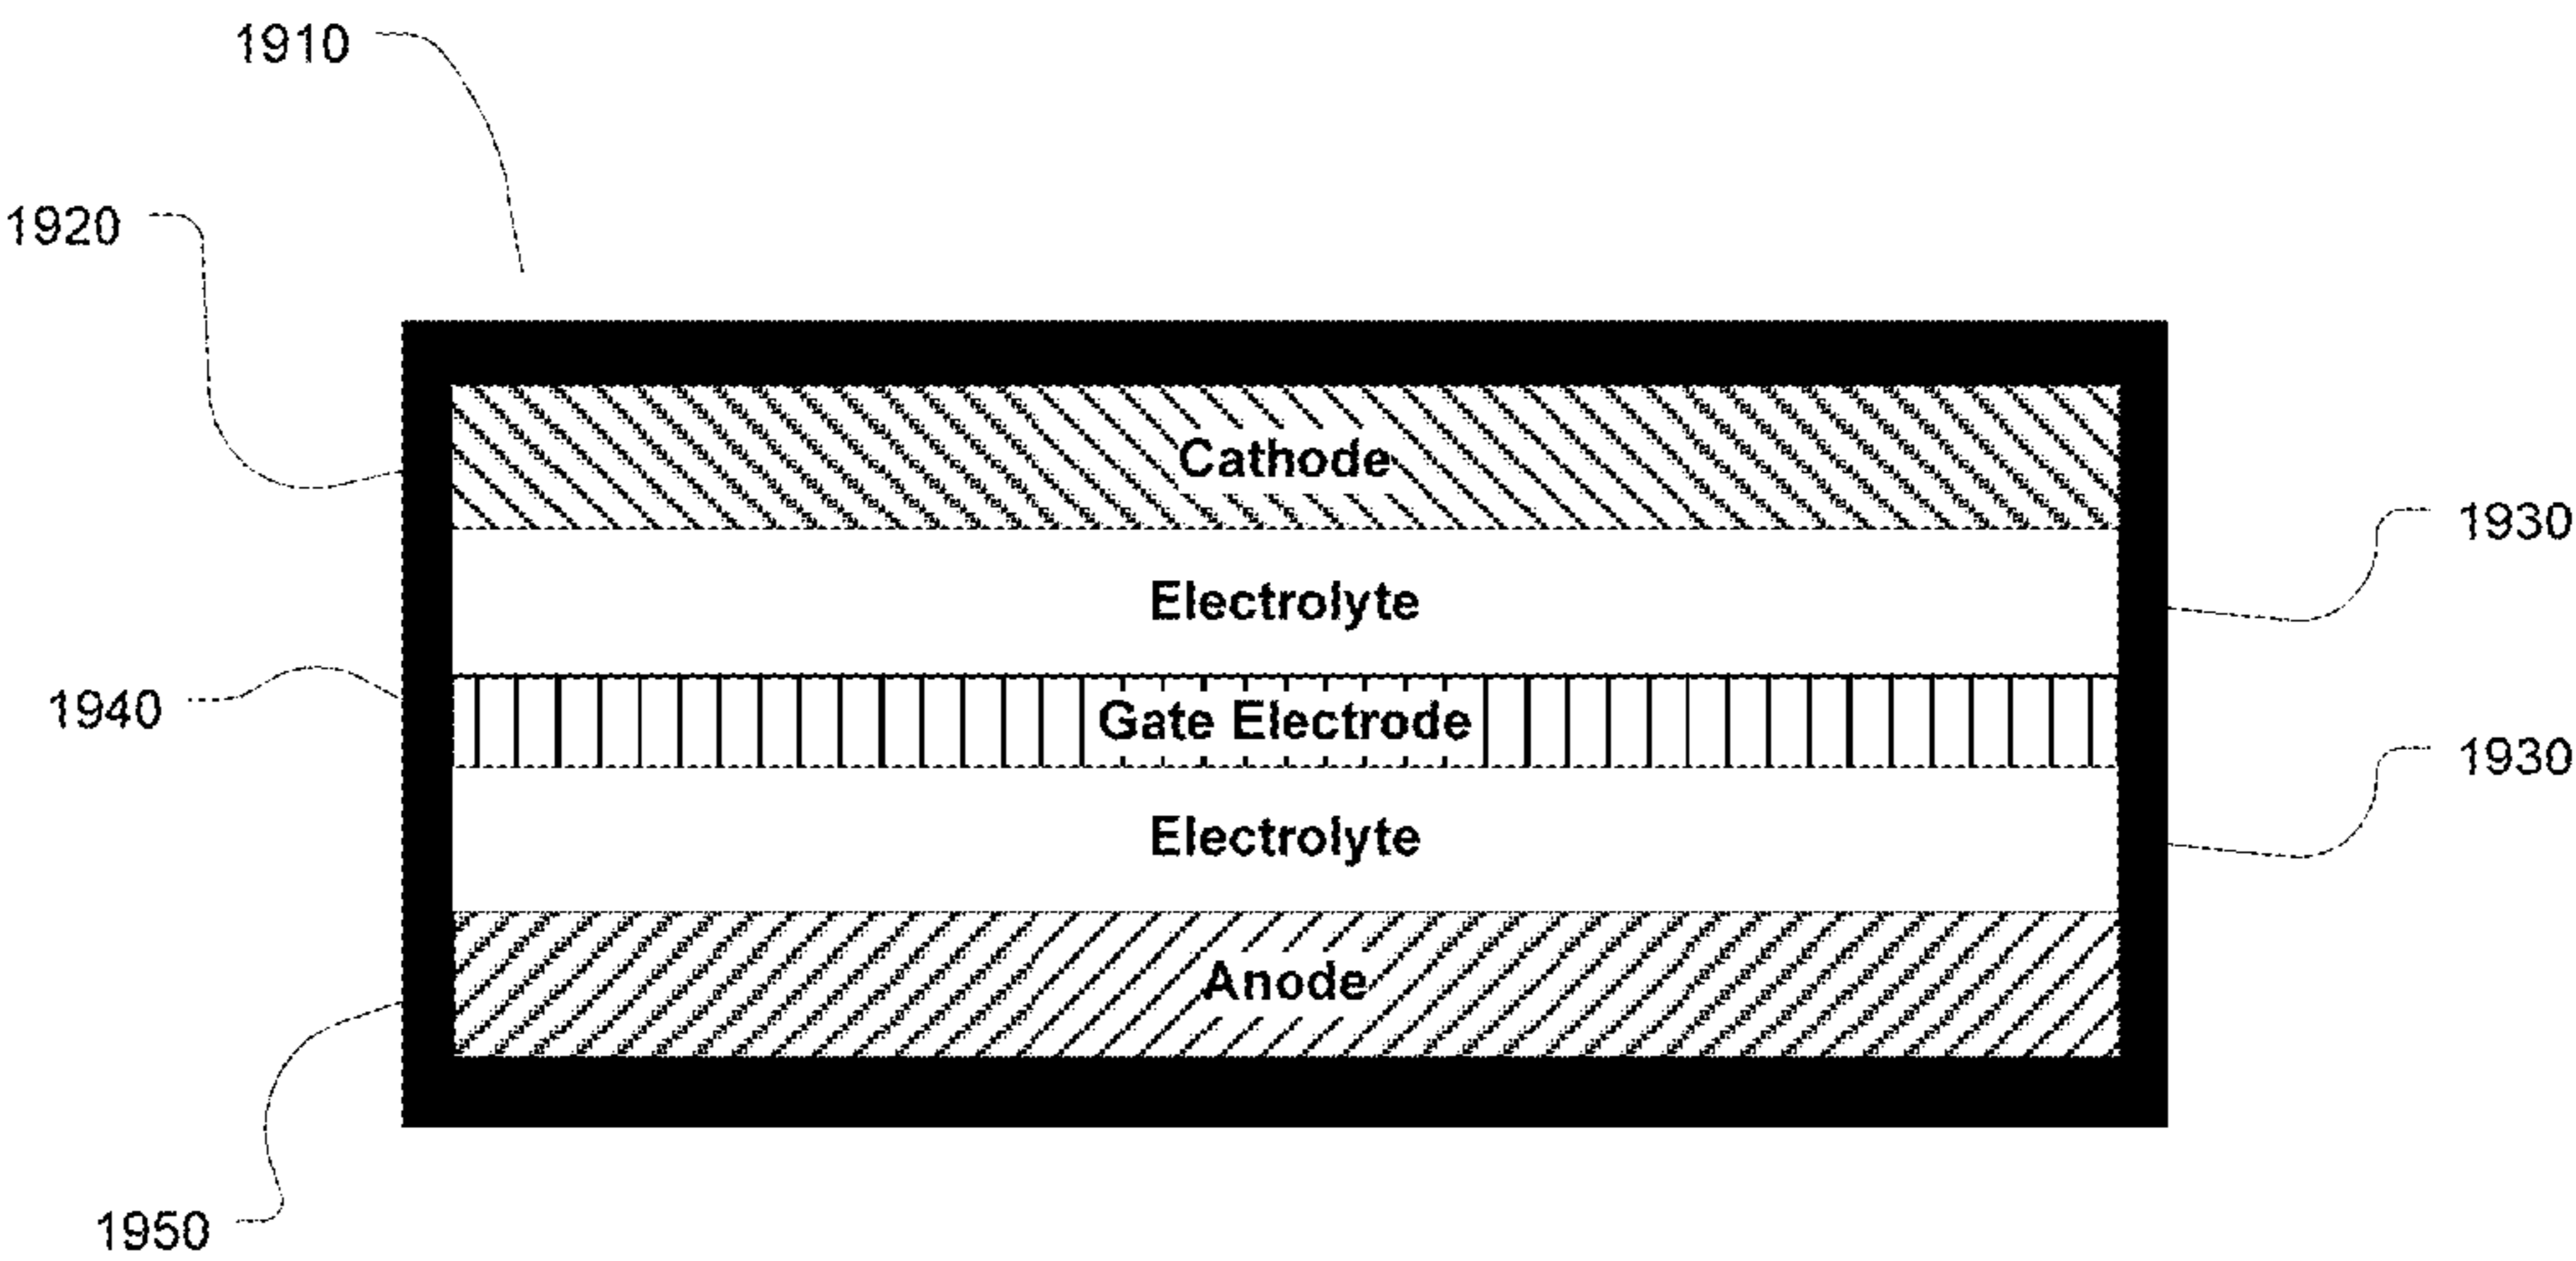 1910
1920
Cathode
1930
Electrolyte
1940
Gate Electrode
1930
Electrolyte
Anode
1950